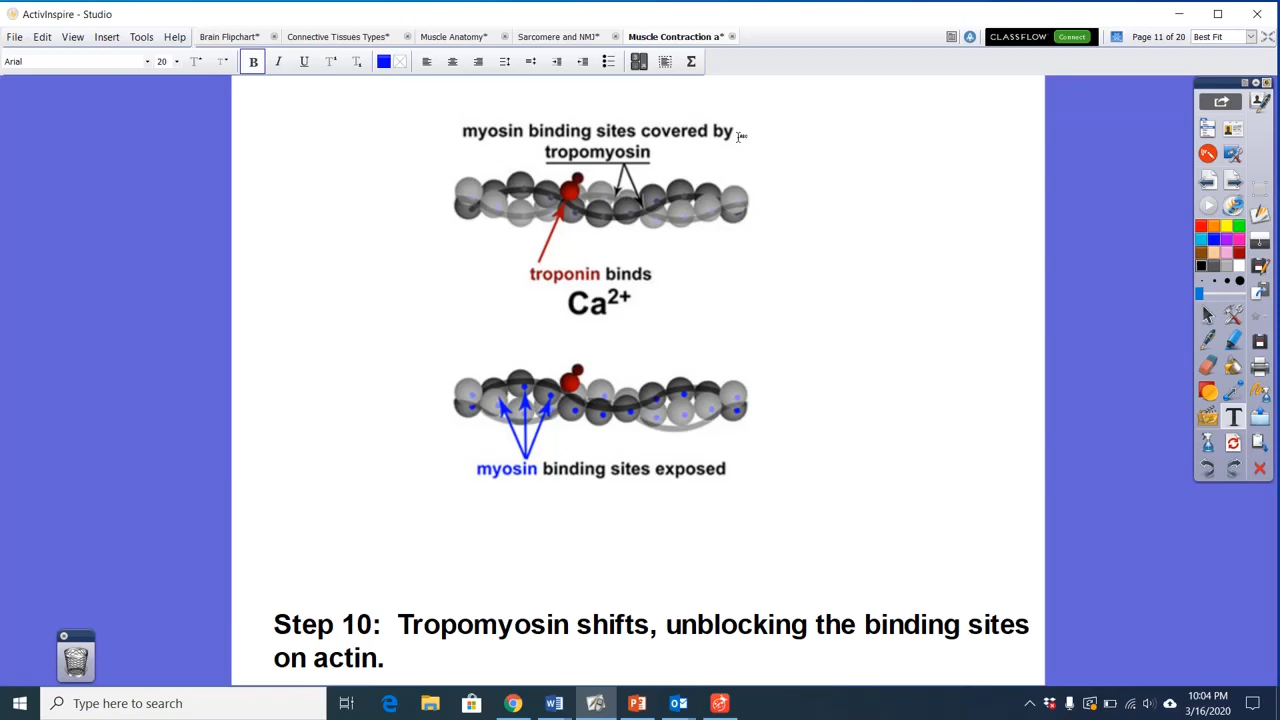 ActivInspire - Studio
File Edit View Insert Tools Help
Brain Flipchart* Connective Tissues Types* Muscle Anatomy* Sarcomere and NMJ* Muscle Contraction a*
CLASSFLOW Connect
Page 11 of 20 Best Fit
Arial 20 B I U
myosin binding sites covered by
tropomyosin
troponin binds
Ca2+
myosin binding sites exposed
Step 10: Tropomyosin shifts, unblocking the binding sites
on actin.
Type here to search
10:04 PM
3/16/2020